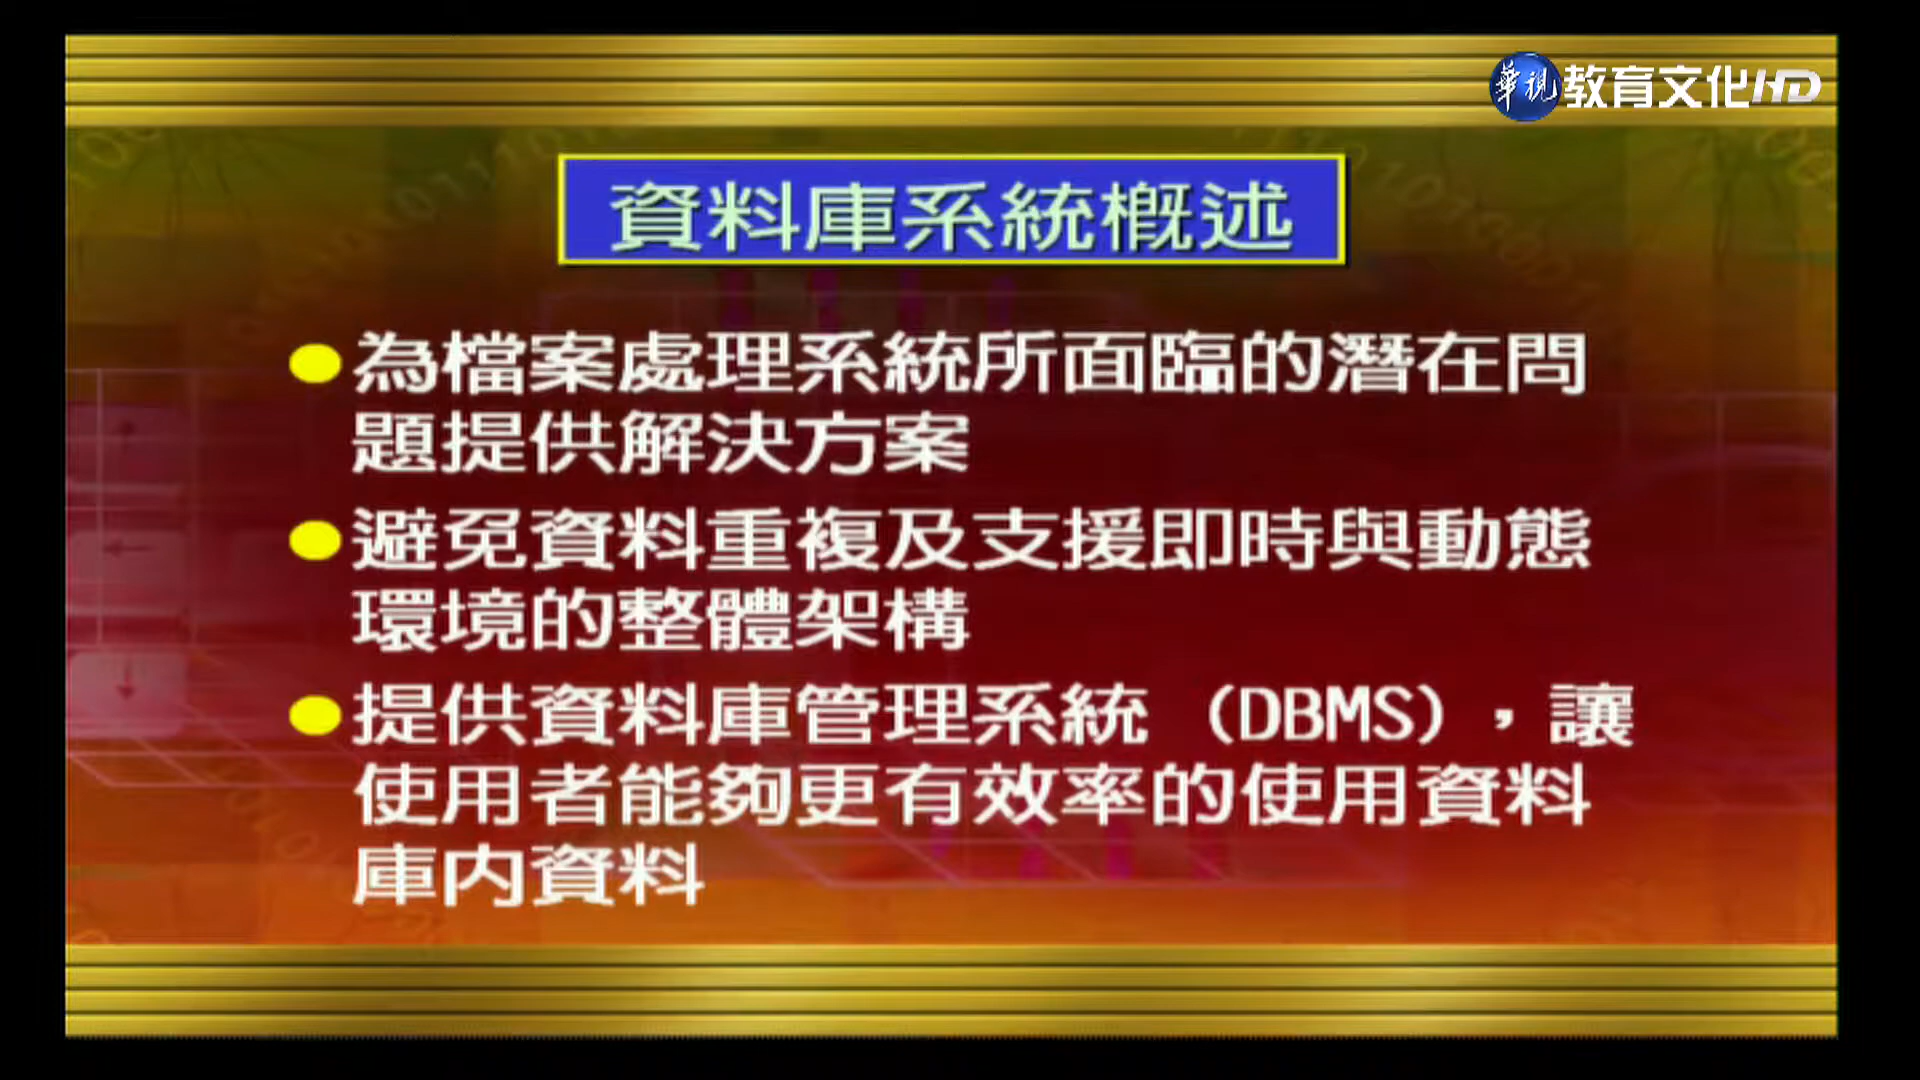 華視 教育文化HD
資料庫系統概述
為檔案處理系統所面臨的潛在問
題提供解決方案
避免資料重複及支援即時與動態
環境的整體架構
提供資料庫管理系統 (DBMS),讓
使用者能夠更有效率的使用資料
庫內資料